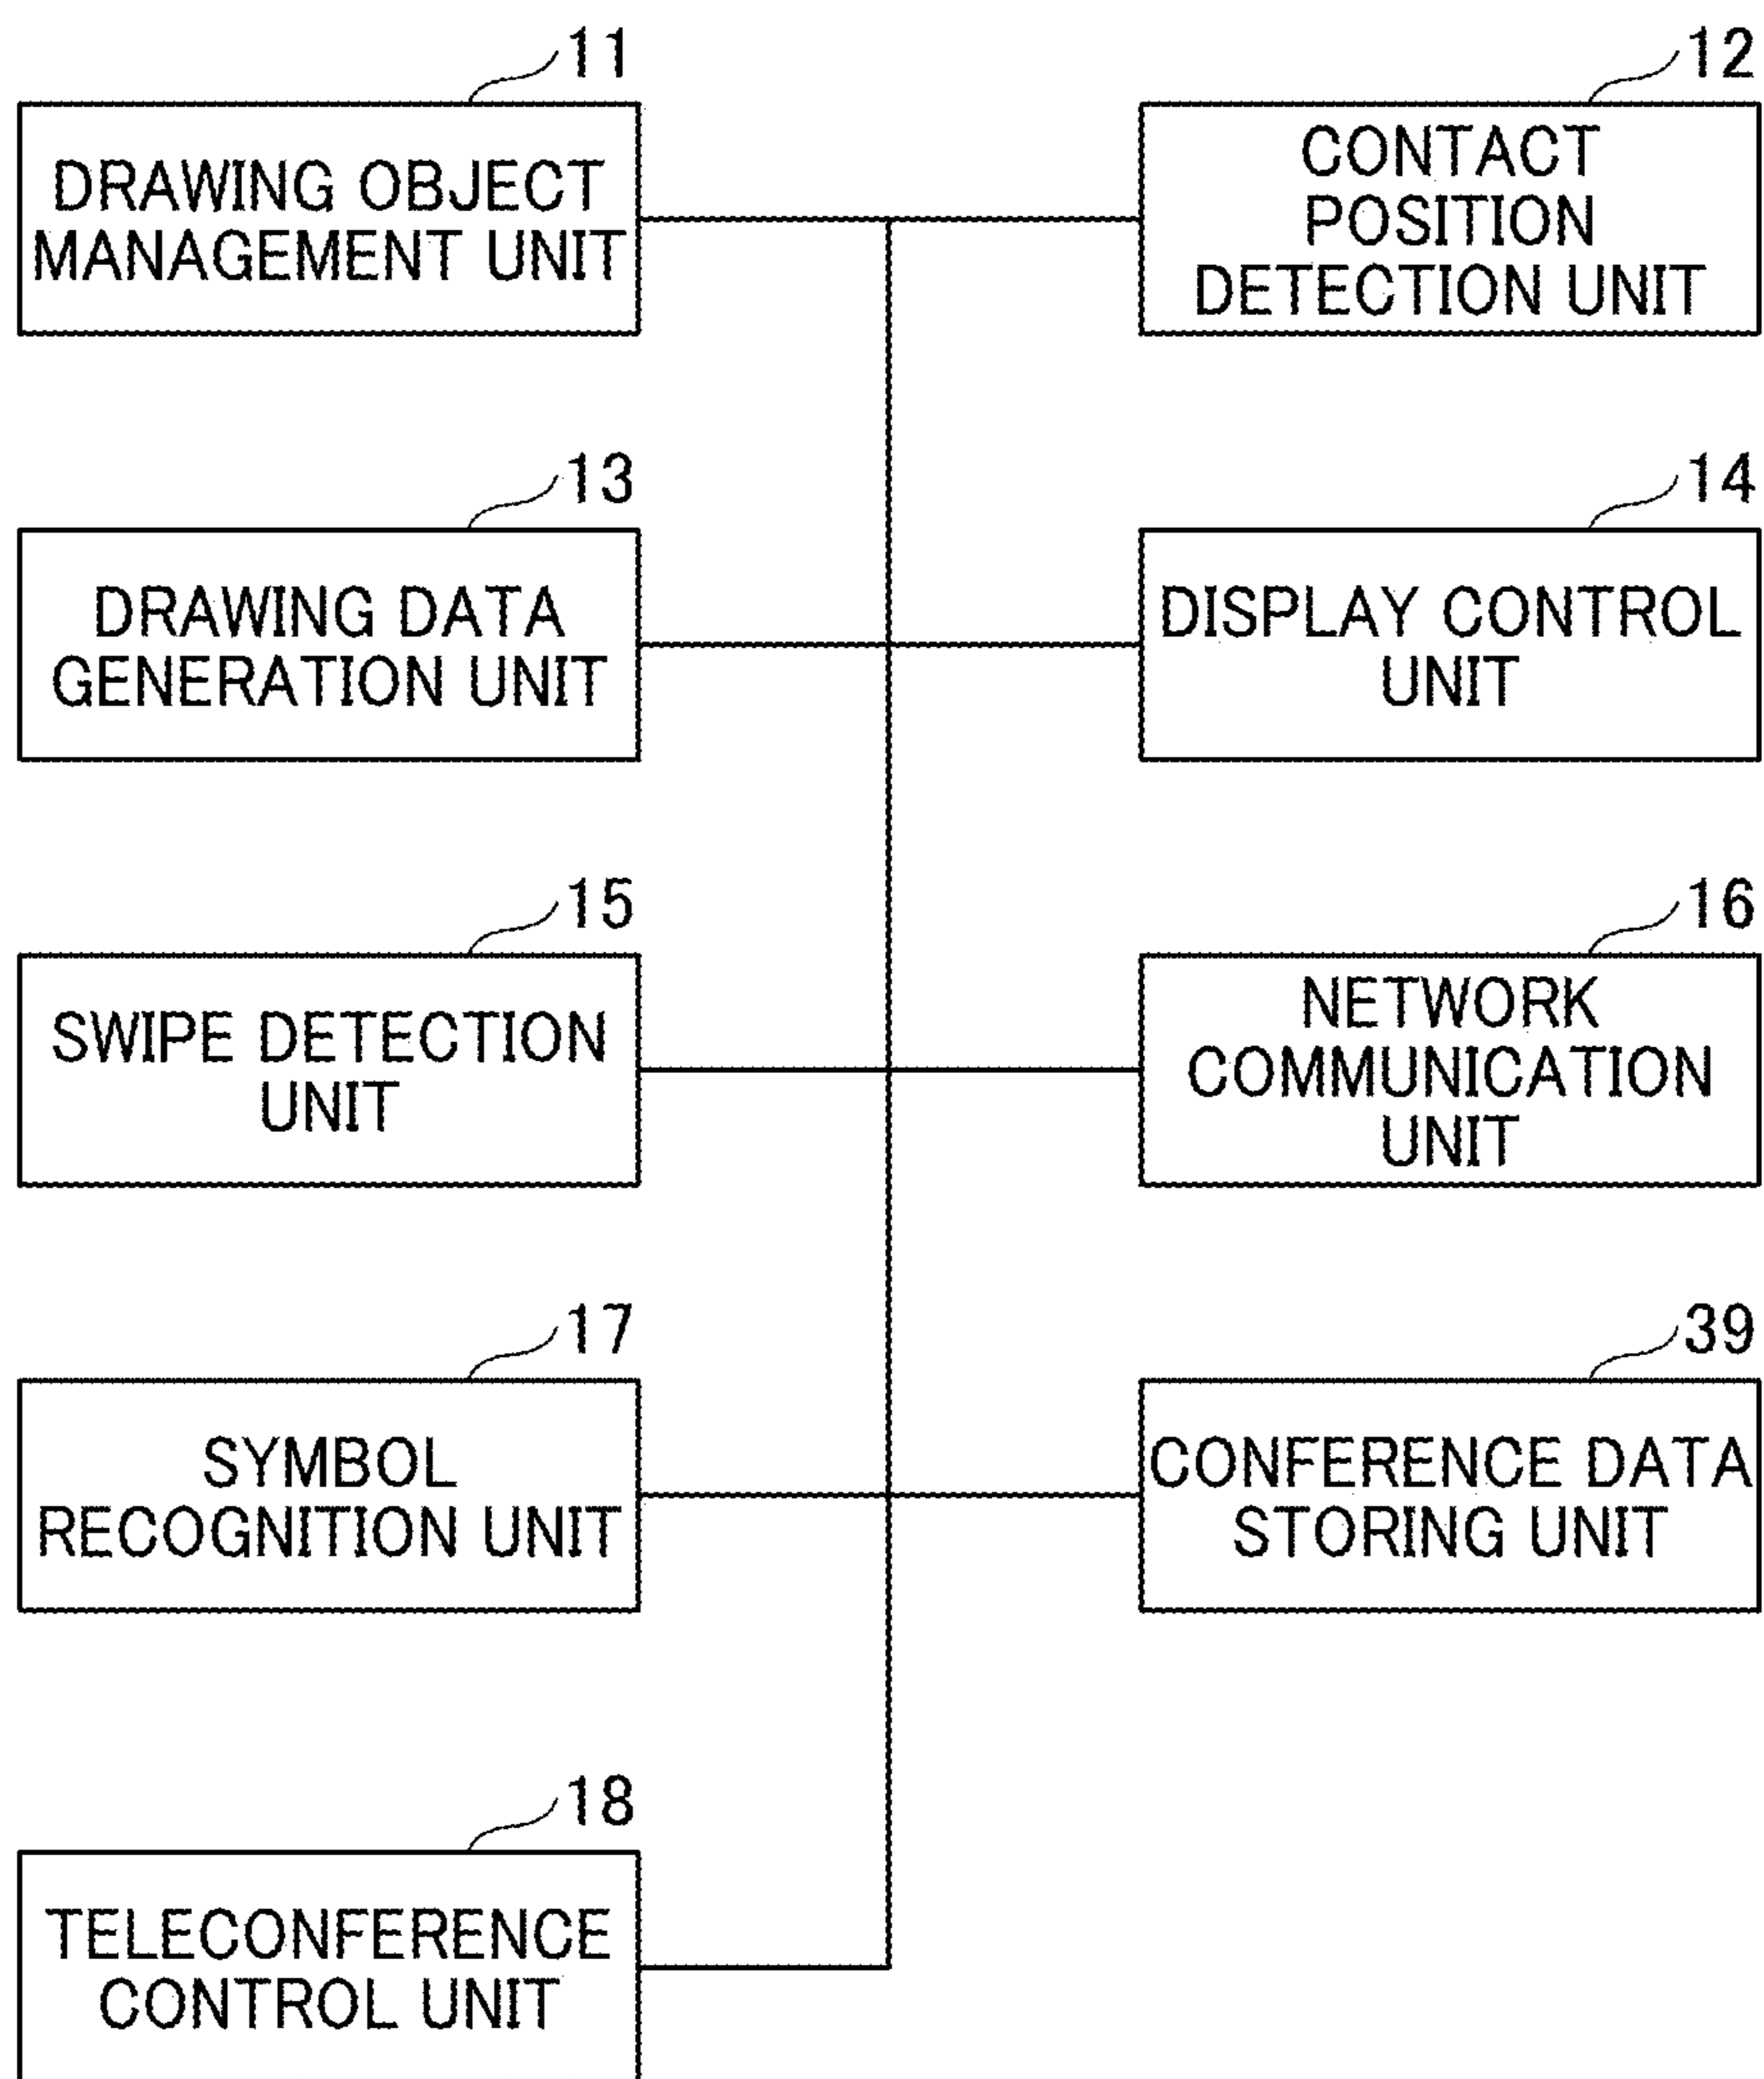 11
DRAWING OBJECT
MANAGEMENT UNIT
12
CONTACT
POSITION
DETECTION UNIT
13
DRAWING DATA
GENERATION UNIT
14
DISPLAY CONTROL
UNIT
15
SWIPE DETECTION
UNIT
16
NETWORK
COMMUNICATION
UNIT
17
SYMBOL
RECOGNITION UNIT
39
CONFERENCE DATA
STORING UNIT
18
TELECONFERENCE
CONTROL UNIT